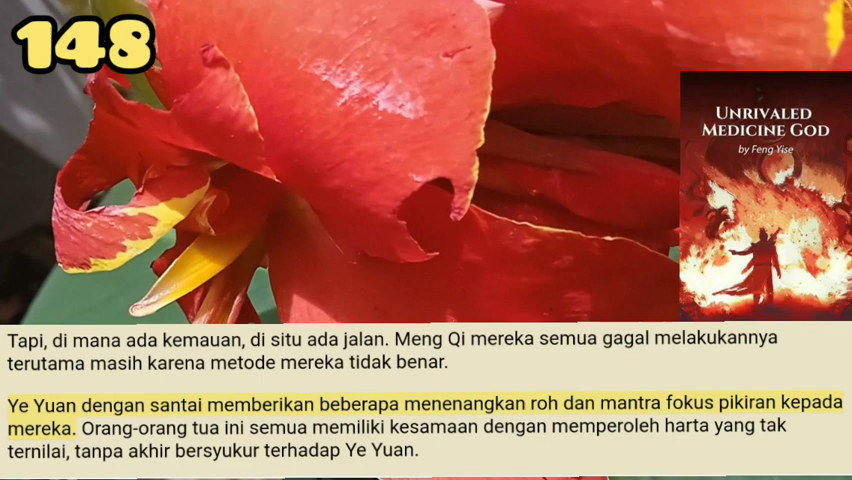 148
UNRIVALED
MEDICINE GOD
by Feng Yise
Tapi, di mana ada kemauan, di situ ada jalan. Meng Qi mereka semua gagal melakukannya
terutama masih karena metode mereka tidak benar.
Ye Yuan dengan santai memberikan beberapa menenangkan roh dan mantra fokus pikiran kepada
mereka. Orang-orang tua ini semua memiliki kesamaan dengan memperoleh harta yang tak
ternilai, tanpa akhir bersyukur terhadap Ye Yuan.